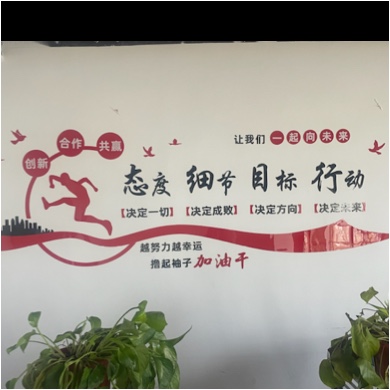 创新
合作
共赢
让我们一起向未来
态度 细节 目标 行动
【决定一切】 【决定成败】 【决定方向】 【决定未来】
越努力越幸运
撸起袖子加油干